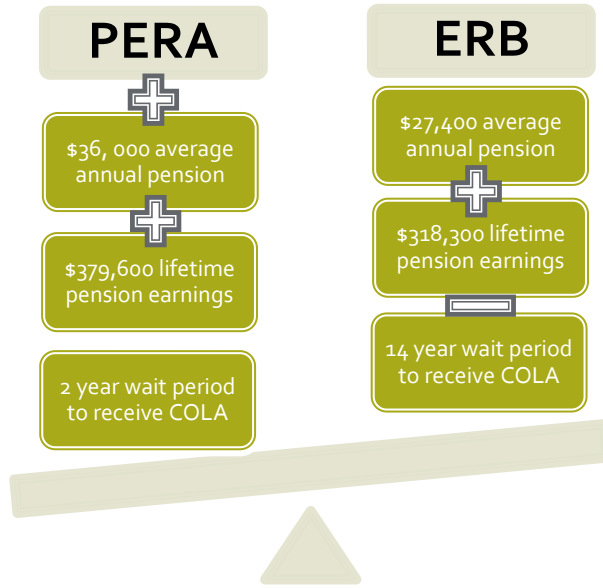 PERA
$36, 000 average
annual pension
$379,600 lifetime
pension earnings
2 year wait period
to receive COLA
ERB
$27,400 average
annual pension
$318,300 lifetime
pension earnings
14 year wait period
to receive COLA